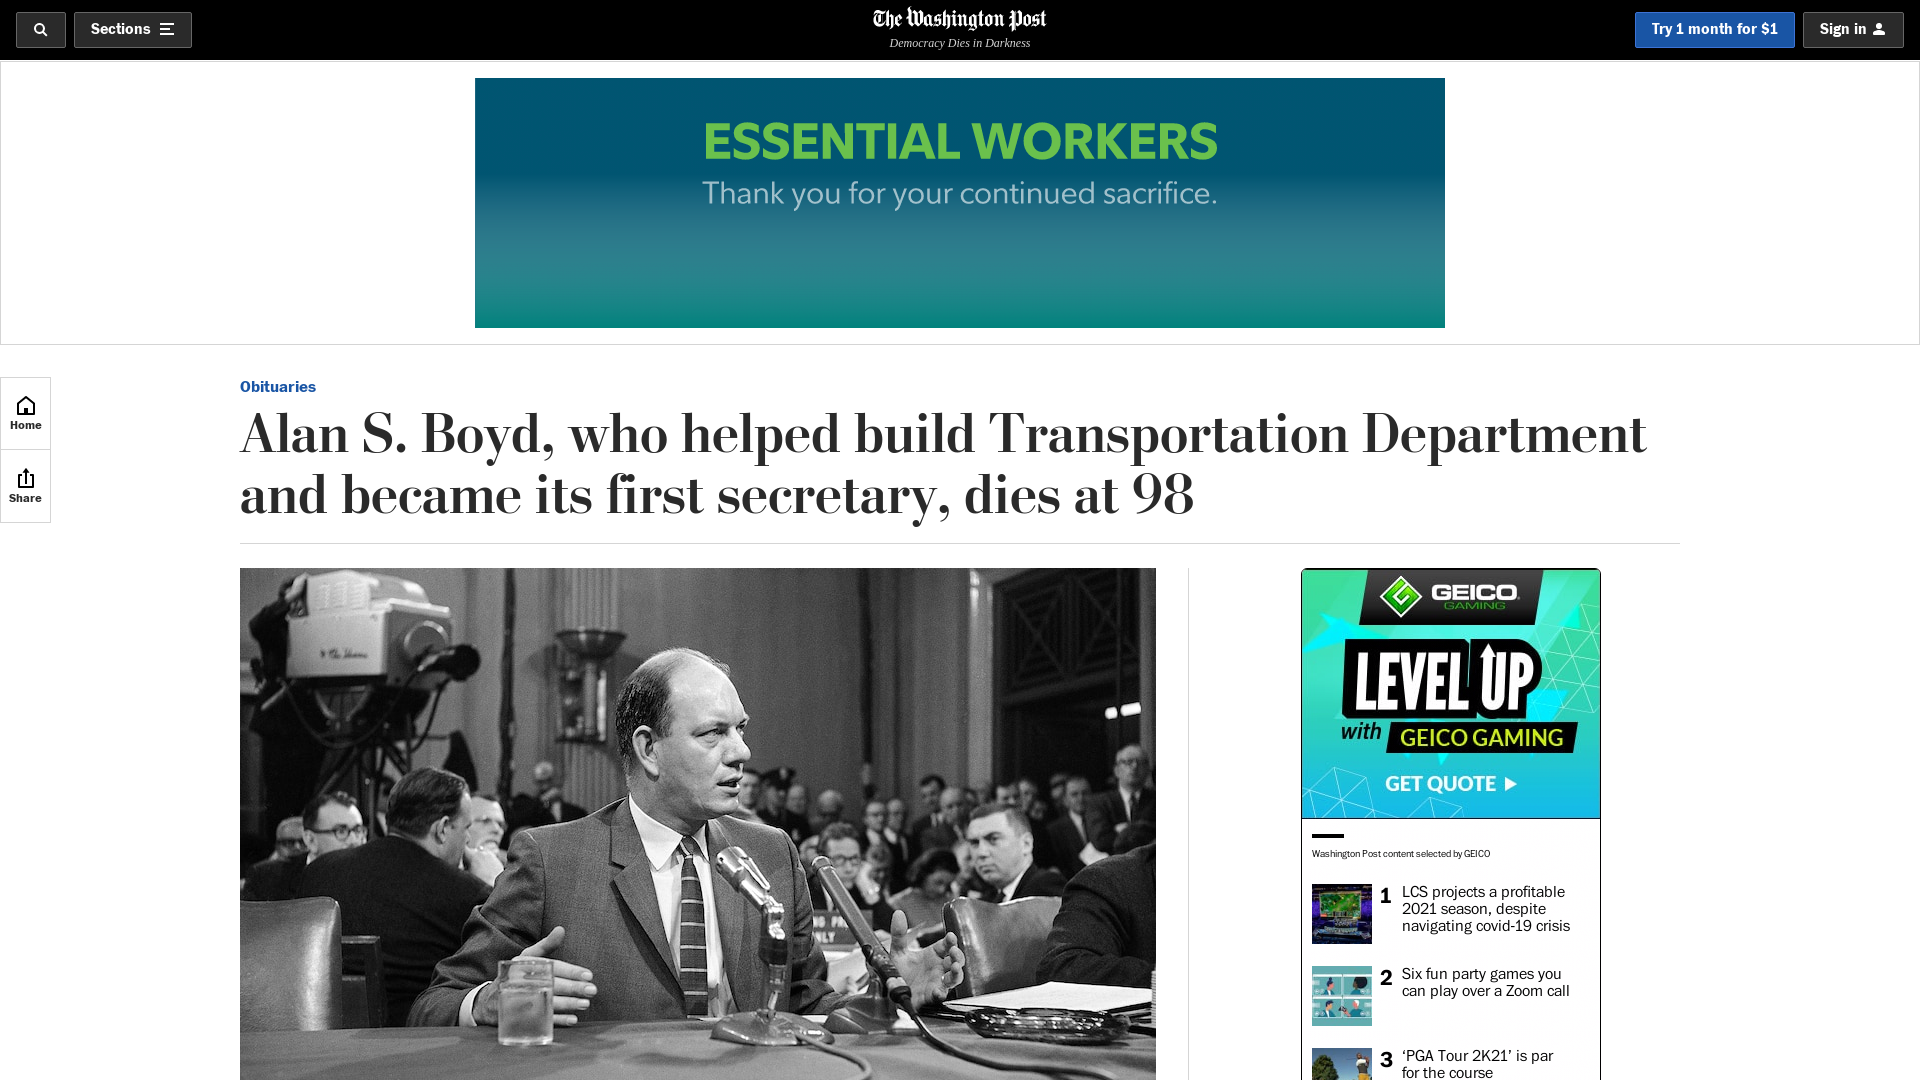 Sections
The Washington Post
Democracy Dies in Darkness
Try 1 month for $1
Sign in
ESSENTIAL WORKERS
Thank you for your continued sacrifice.
Home
Share
Obituaries
Alan S. Boyd, who helped build Transportation Department
and became its first secretary, dies at 98
GEICO
GAMING
LEVEL UP
with GEICO GAMING
GET QUOTE
Washington Post content selected by GEICO
1 LCS projects a profitable
2021 season, despite
navigating covid-19 crisis
2 Six fun party games you
can play over a Zoom call
3 ‘PGA Tour 2K21’ is par
for the course